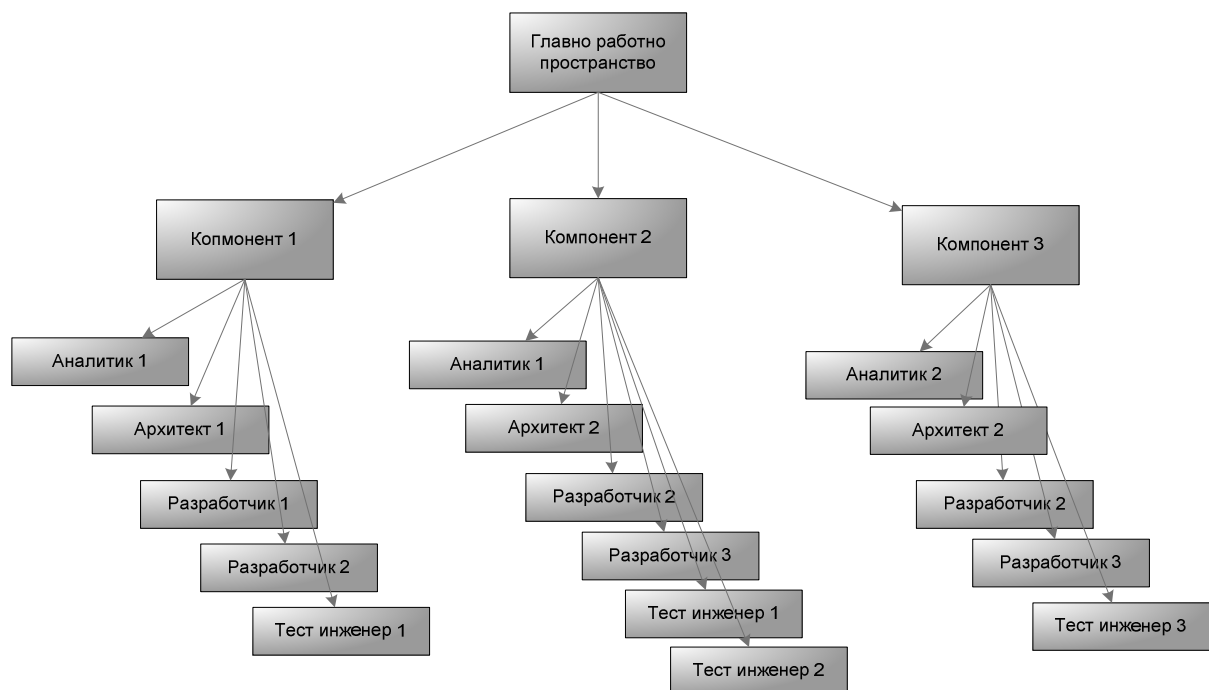 Главно работно
пространство
Копмонент 1
Компонент 2
Компонент 3
Аналитик 1
Архитект 1
Разработчик 1
Разработчик 2
Тест инженер 1
Аналитик 1
Архитект 2
Разработчик 2
Разработчик 3
Тест инженер 1
Тест инженер 2
Аналитик 2
Архитект 2
Разработчик 2
Разработчик 3
Тест инженер 3